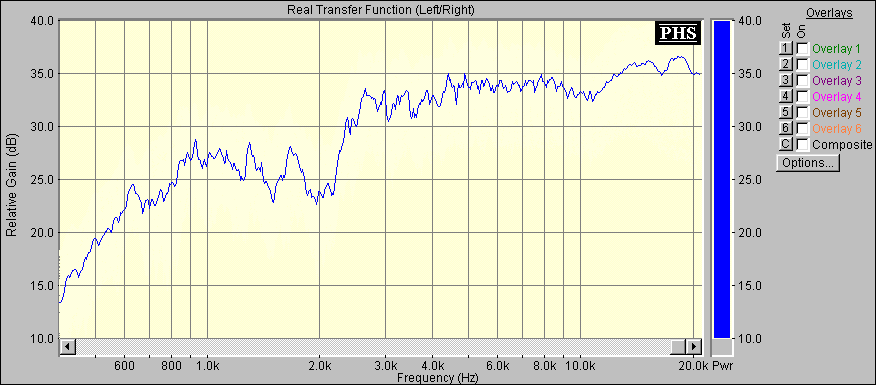 Real Transfer Function (Left/Right)
Overlays
Set
On
PHS
1 Overlay 1
2 Overlay 2
3 Overlay 3
4 Overlay 4
5 Overlay 5
6 Overlay 6
C Composite
Options...
Relative Gain (dB)
40.0
35.0
30.0
25.0
20.0
15.0
10.0
40.0
35.0
30.0
25.0
20.0
15.0
10.0
600 800 1.0k 2.0k 3.0k 4.0k 6.0k 8.0k 10.0k 20.0k Pwr
Frequency (Hz)